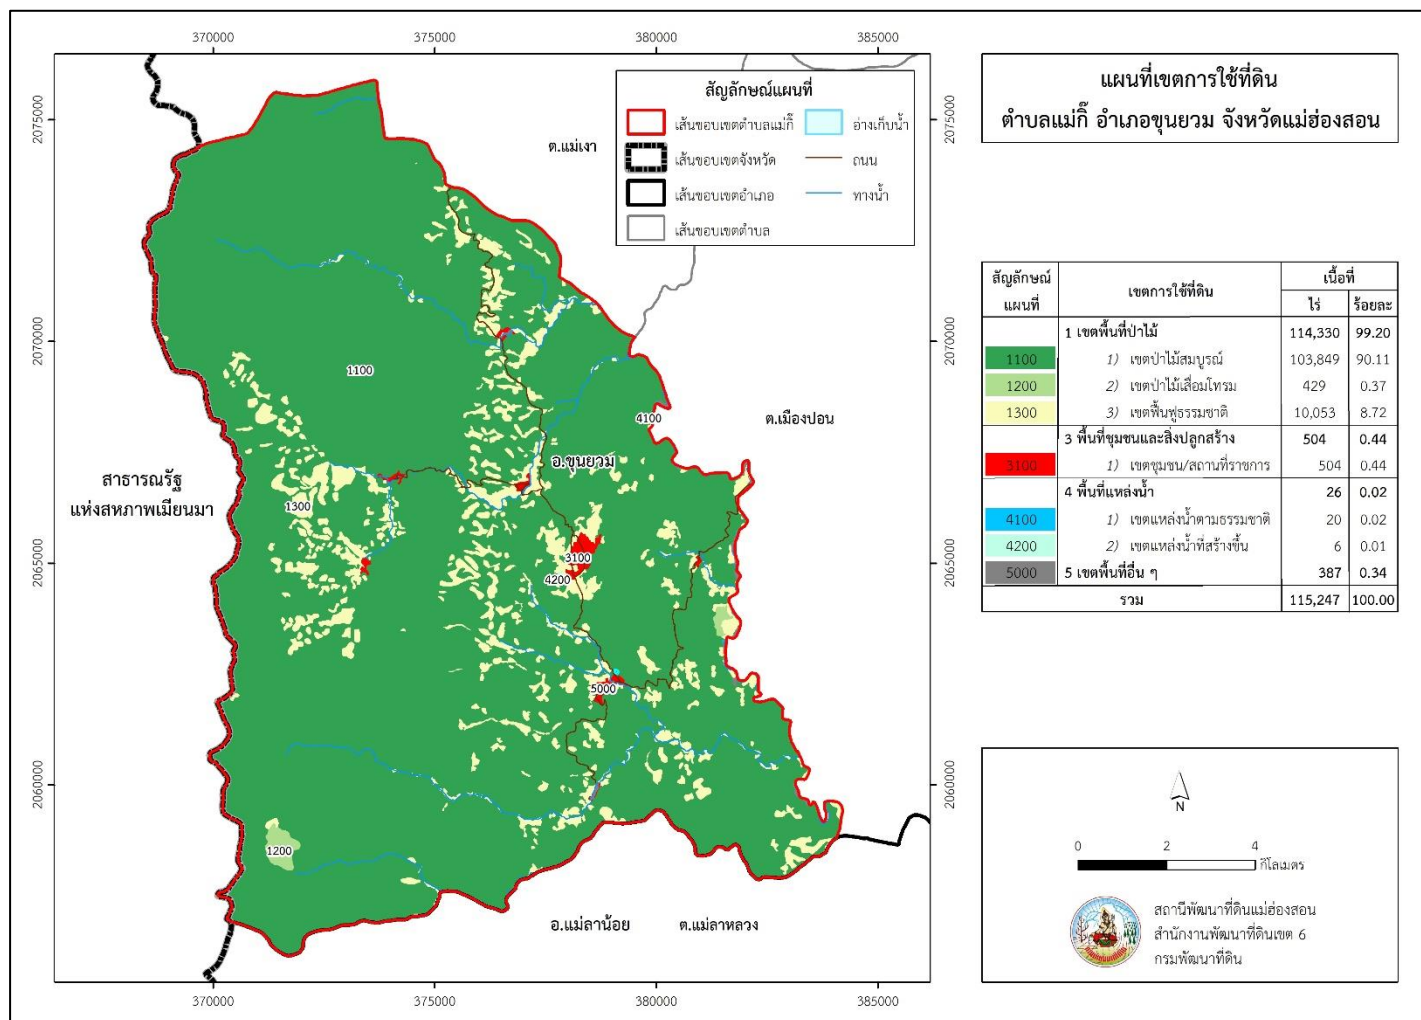 370000 375000 380000 385000
2075000
2070000
2065000
2060000
2075000
2070000
2065000
2060000
370000 375000 380000 385000
สัญลักษณ์แผนที่
เส้นขอบเขตตำบลแม่กิ๊
เส้นขอบเขตจังหวัด
เส้นขอบเขตอำเภอ
เส้นขอบเขตตำบล
อ่างเก็บน้ำ
ถนน
ทางน้ำ
ต.แม่เงา
1100
4100
ต.เมืองปอน
อ.ขุนยวม
สาธารณรัฐ
แห่งสหภาพเมียนมา
1300
3100
4200
5000
1200
อ.แม่ลาน้อย ต.แม่ลาหลวง
แผนที่เขตการใช้ที่ดิน
ตำบลแม่กิ๊ อำเภอขุนยวม จังหวัดแม่ฮ่องสอน
สัญลักษณ์แผนที่ เขตการใช้ที่ดิน เนื้อที่
ไร่ ร้อยละ
1 เขตพื้นที่ป่าไม้ 114,330 99.20
1100 1) เขตป่าไม้สมบูรณ์ 103,849 90.11
1200 2) เขตป่าไม้เสื่อมโทรม 429 0.37
1300 3) เขตฟื้นฟูธรรมชาติ 10,053 8.72
3 พื้นที่ชุมชนและสิ่งปลูกสร้าง 504 0.44
3100 1) เขตชุมชน/สถานที่ราชการ 504 0.44
4 พื้นที่แหล่งน้ำ 26 0.02
4100 1) เขตแหล่งน้ำตามธรรมชาติ 20 0.02
4200 2) เขตแหล่งน้ำที่สร้างขึ้น 6 0.01
5000 5 เขตพื้นที่อื่น ๆ 387 0.34
รวม 115,247 100.00
N
0 2 4
กิโลเมตร
สถานีพัฒนาที่ดินแม่ฮ่องสอน
สำนักงานพัฒนาที่ดินเขต 6
กรมพัฒนาที่ดิน